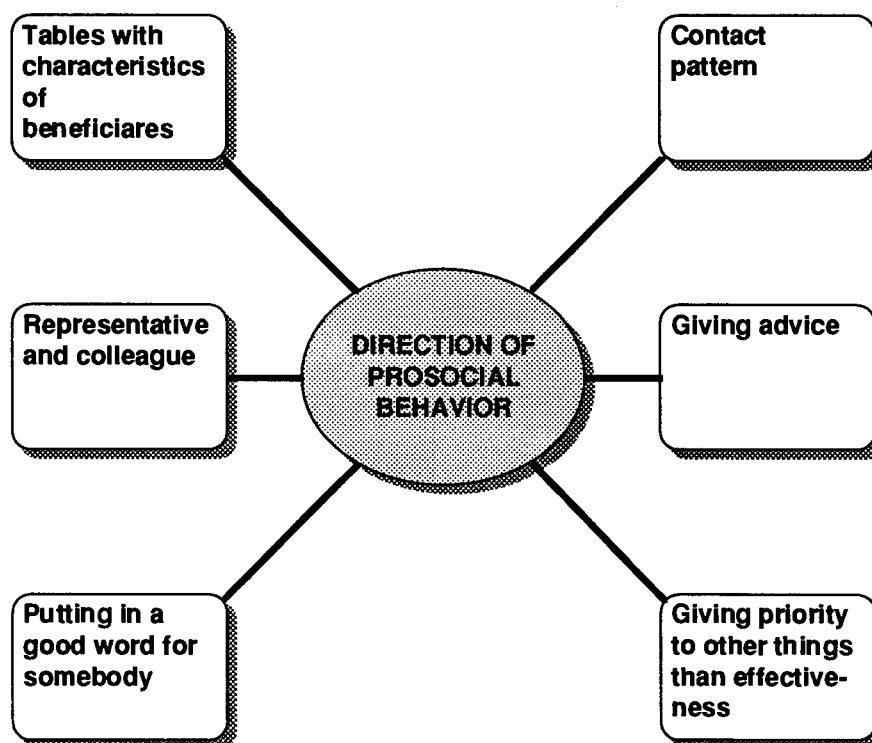 Tables with
characteristics
of
beneficiares
Contact
pattern
Representative
and colleague
DIRECTION OF
PROSOCIAL
BEHAVIOR
Giving advice
Putting in a
good word for
somebody
Giving priority
to other things
than effective-
ness